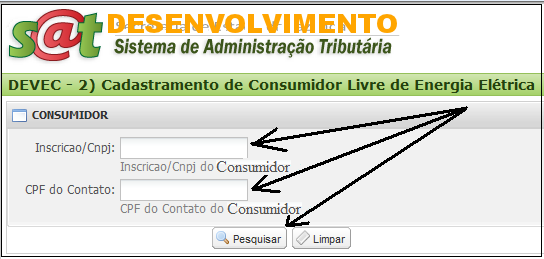 s@t DESENVOLVIMENTO
Sistema de Administração Tributária
DEVEC - 2) Cadastramento de Consumidor Livre de Energia Elétrica
CONSUMIDOR
Inscricao/Cnpj:
Inscricao/Cnpj do Consumidor
CPF do Contato:
CPF do Contato do Consumidor
Pesquisar Limpar